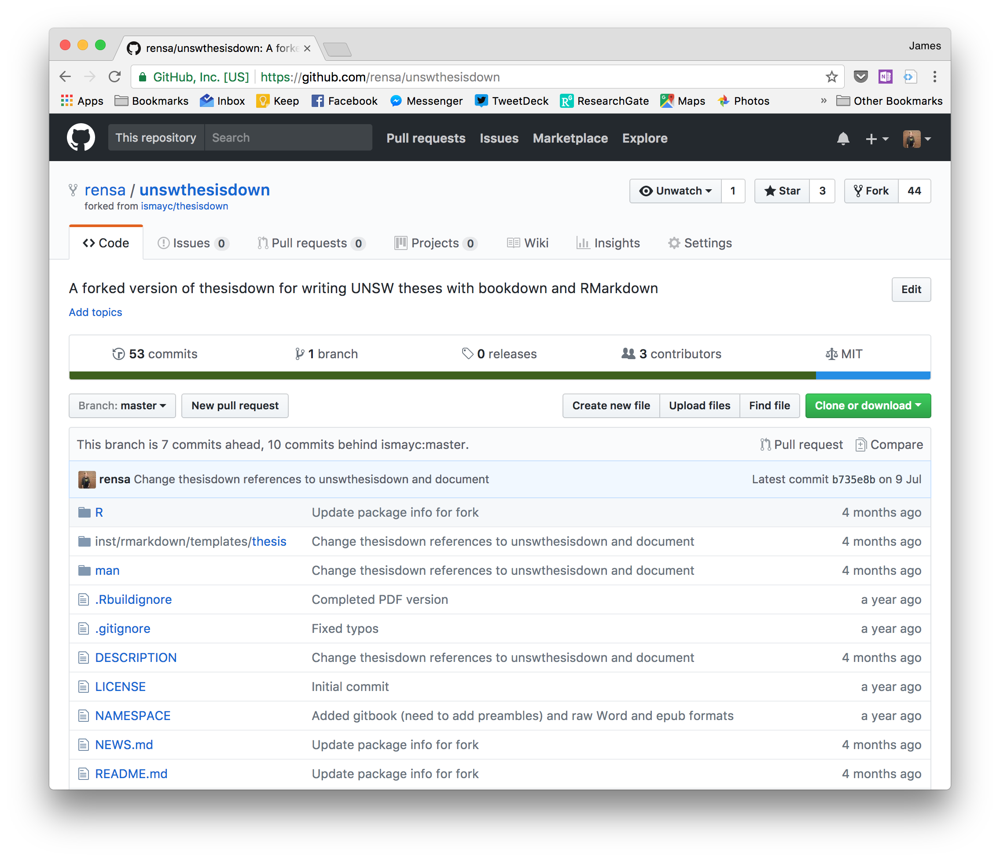 rensa/unswthesisdown: A fork
James
GitHub, Inc. [US] https://github.com/rensa/unswthesisdown
Apps Bookmarks Inbox Keep Facebook Messenger TweetDeck ResearchGate Maps Photos » Other Bookmarks
This repository Search Pull requests Issues Marketplace Explore
rensa / unswthesisdown
Unwatch 1 Star 3 Fork 44
forked from ismayc/thesisdown
Code Issues 0 Pull requests 0 Projects 0 Wiki Insights Settings
A forked version of thesisdown for writing UNSW theses with bookdown and RMarkdown
Edit
Add topics
53 commits 1 branch 0 releases 3 contributors MIT
Branch: master New pull request Create new file Upload files Find file Clone or download
This branch is 7 commits ahead, 10 commits behind ismayc:master. Pull request Compare
rensa Change thesisdown references to unswthesisdown and document Latest commit b735e8b on 9 Jul
R Update package info for fork 4 months ago
inst/rmarkdown/templates/thesis Change thesisdown references to unswthesisdown and document 4 months ago
man Change thesisdown references to unswthesisdown and document 4 months ago
.Rbuildignore Completed PDF version a year ago
.gitignore Fixed typos a year ago
DESCRIPTION Change thesisdown references to unswthesisdown and document 4 months ago
LICENSE Initial commit a year ago
NAMESPACE Added gitbook (need to add preambles) and raw Word and epub formats a year ago
NEWS.md Update package info for fork 4 months ago
README.md Update package info for fork 4 months ago